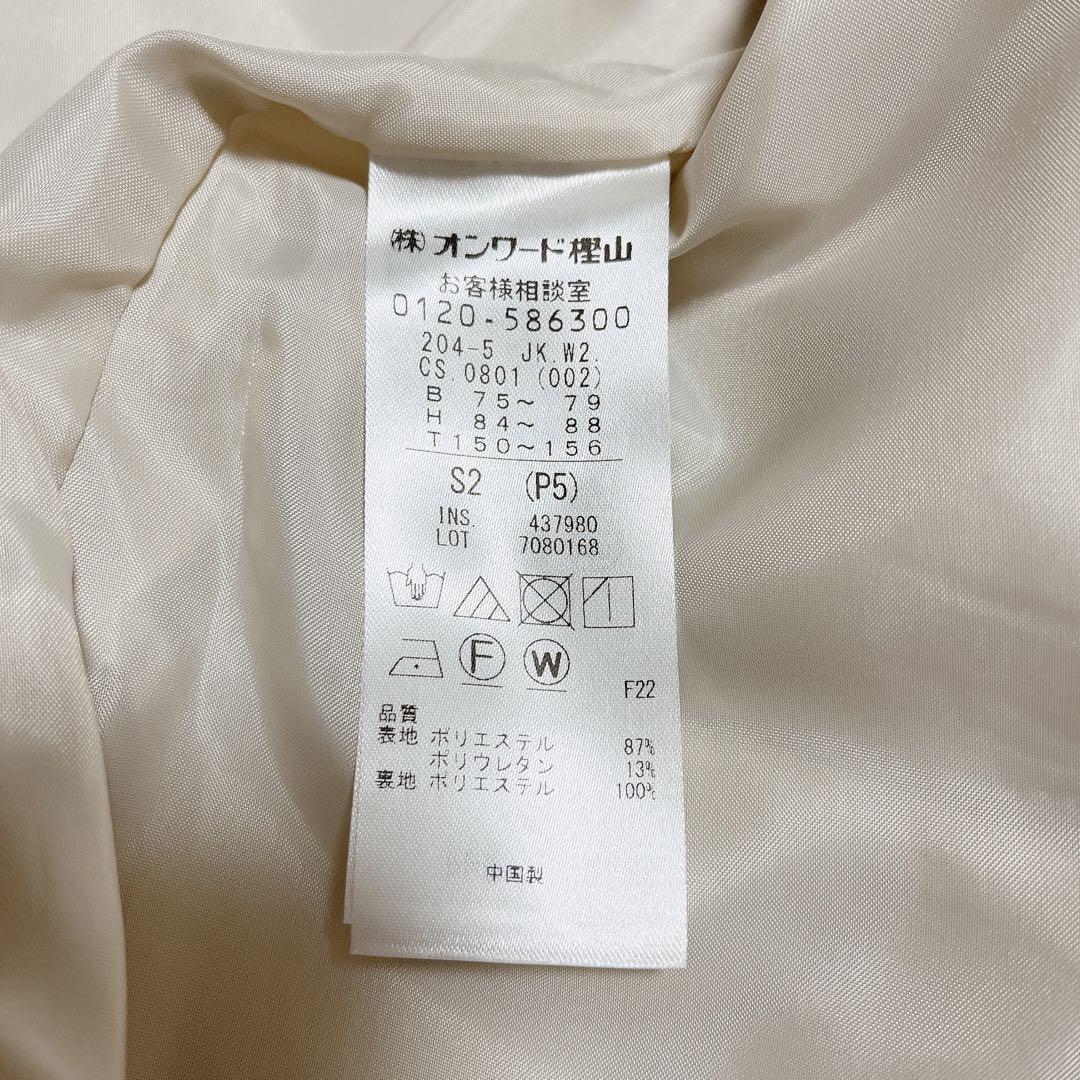 (株)オンワード樫山
お客様相談室
0120-586300
204-5 JK.W2.
CS.0801 (002)
B 75～ 79
H 84～ 88
T150～156
S2 (P5)
INS. 437980
LOT 7080168
F W
F22
品質
表地 ポリエステル 87%
ポリウレタン 13%
裏地 ポリエステル 100%
中国製